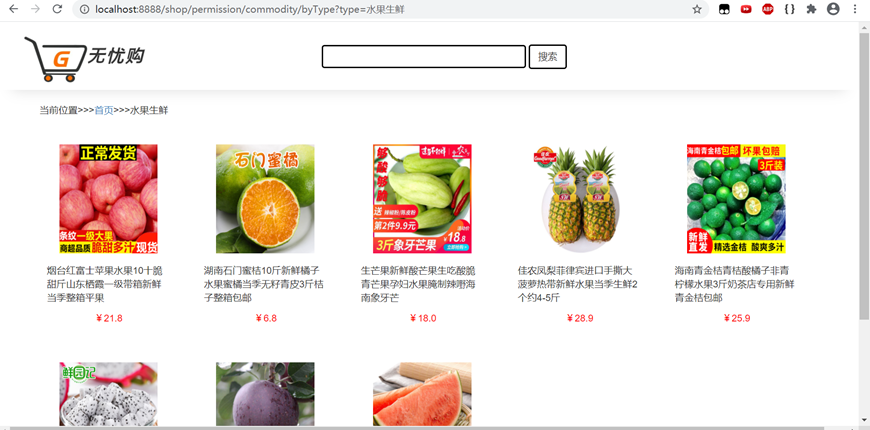 localhost:8888/shop/permission/commodity/byType?type=水果生鲜
ABP
G 无忧购
搜索
当前位置>>>首页>>>水果生鲜
正常发货
条纹一级大果
商超品质 脆甜多汁 现货
石门蜜橘
够酸够脆
第2件9.9元
18.8
3斤象牙芒果
海南青金桔包邮 坏果包赔
3斤装
新鲜直发
精选金桔 酸爽多汁
烟台红富士苹果水果10十脆
甜斤山东栖霞一级带箱新鲜
当季整箱平果
¥21.8
湖南石门蜜桔10斤新鲜橘子
水果蜜橘当季无籽青皮3斤桔
子整箱包邮
¥6.8
生芒果新鲜酸芒果生吃酸脆
青芒果孕妇水果腌制辣嘢海
南象牙芒
¥18.0
佳农凤梨菲律宾进口手撕大
菠萝热带新鲜水果当季生鲜2
个约4-5斤
¥28.9
海南青金桔青桔酸橘子非青
柠檬水果3斤奶茶店专用新鲜
青金桔包邮
¥25.9
鲜园记